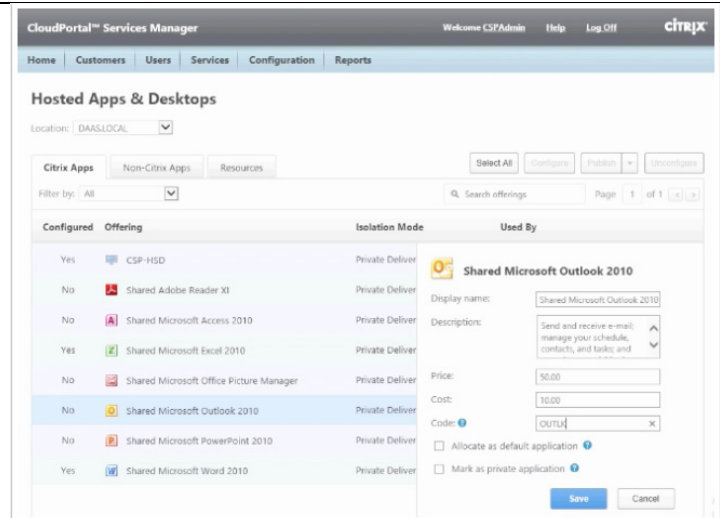 CloudPortal™ Services Manager Welcome CSPAdmin Help Log Off CİTRIX
Home Customers Users Services Configuration Reports
Hosted Apps & Desktops
Location: DAAS.LOCAL
Citrix Apps Non-Citrix Apps Resources Select All Configure Publish Unconfigure
Filter by: All Search offerings Page 1 of 1
Configured Offering Isolation Mode Used By
Yes CSP-HSD Private Deliver
No Shared Adobe Reader XI Private Deliver
No Shared Microsoft Access 2010 Private Deliver
Yes Shared Microsoft Excel 2010 Private Deliver
No Shared Microsoft Office Picture Manager Private Deliver
No Shared Microsoft Outlook 2010 Private Deliver
No Shared Microsoft PowerPoint 2010 Private Deliver
Yes Shared Microsoft Word 2010 Private Deliver
Shared Microsoft Outlook 2010
Display name: Shared Microsoft Outlook 2010
Description: Send and receive e-mail;
manage your schedule,
contacts, and tasks; and
Price: 50.00
Cost: 10.00
Code: OUTLK
Allocate as default application
Mark as private application
Save Cancel